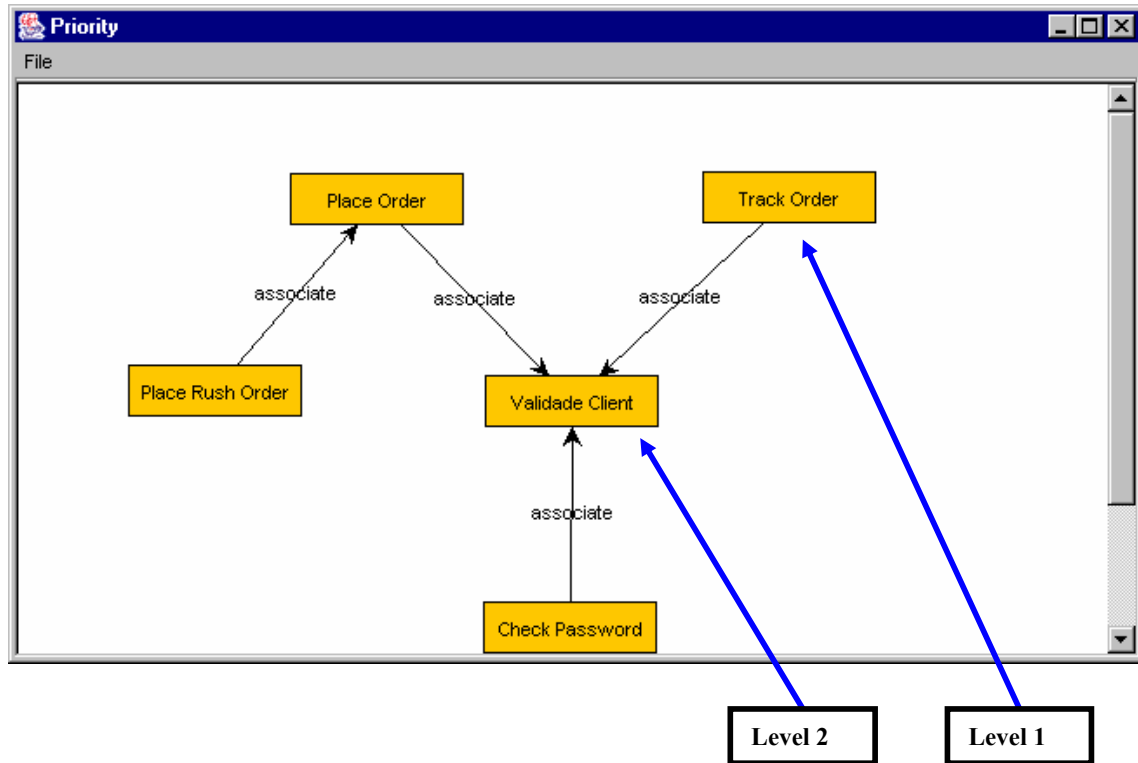 Priority
File
Place Order
Track Order
associate
associate
associate
Place Rush Order
Validade Client
associate
Check Password
Level 2
Level 1